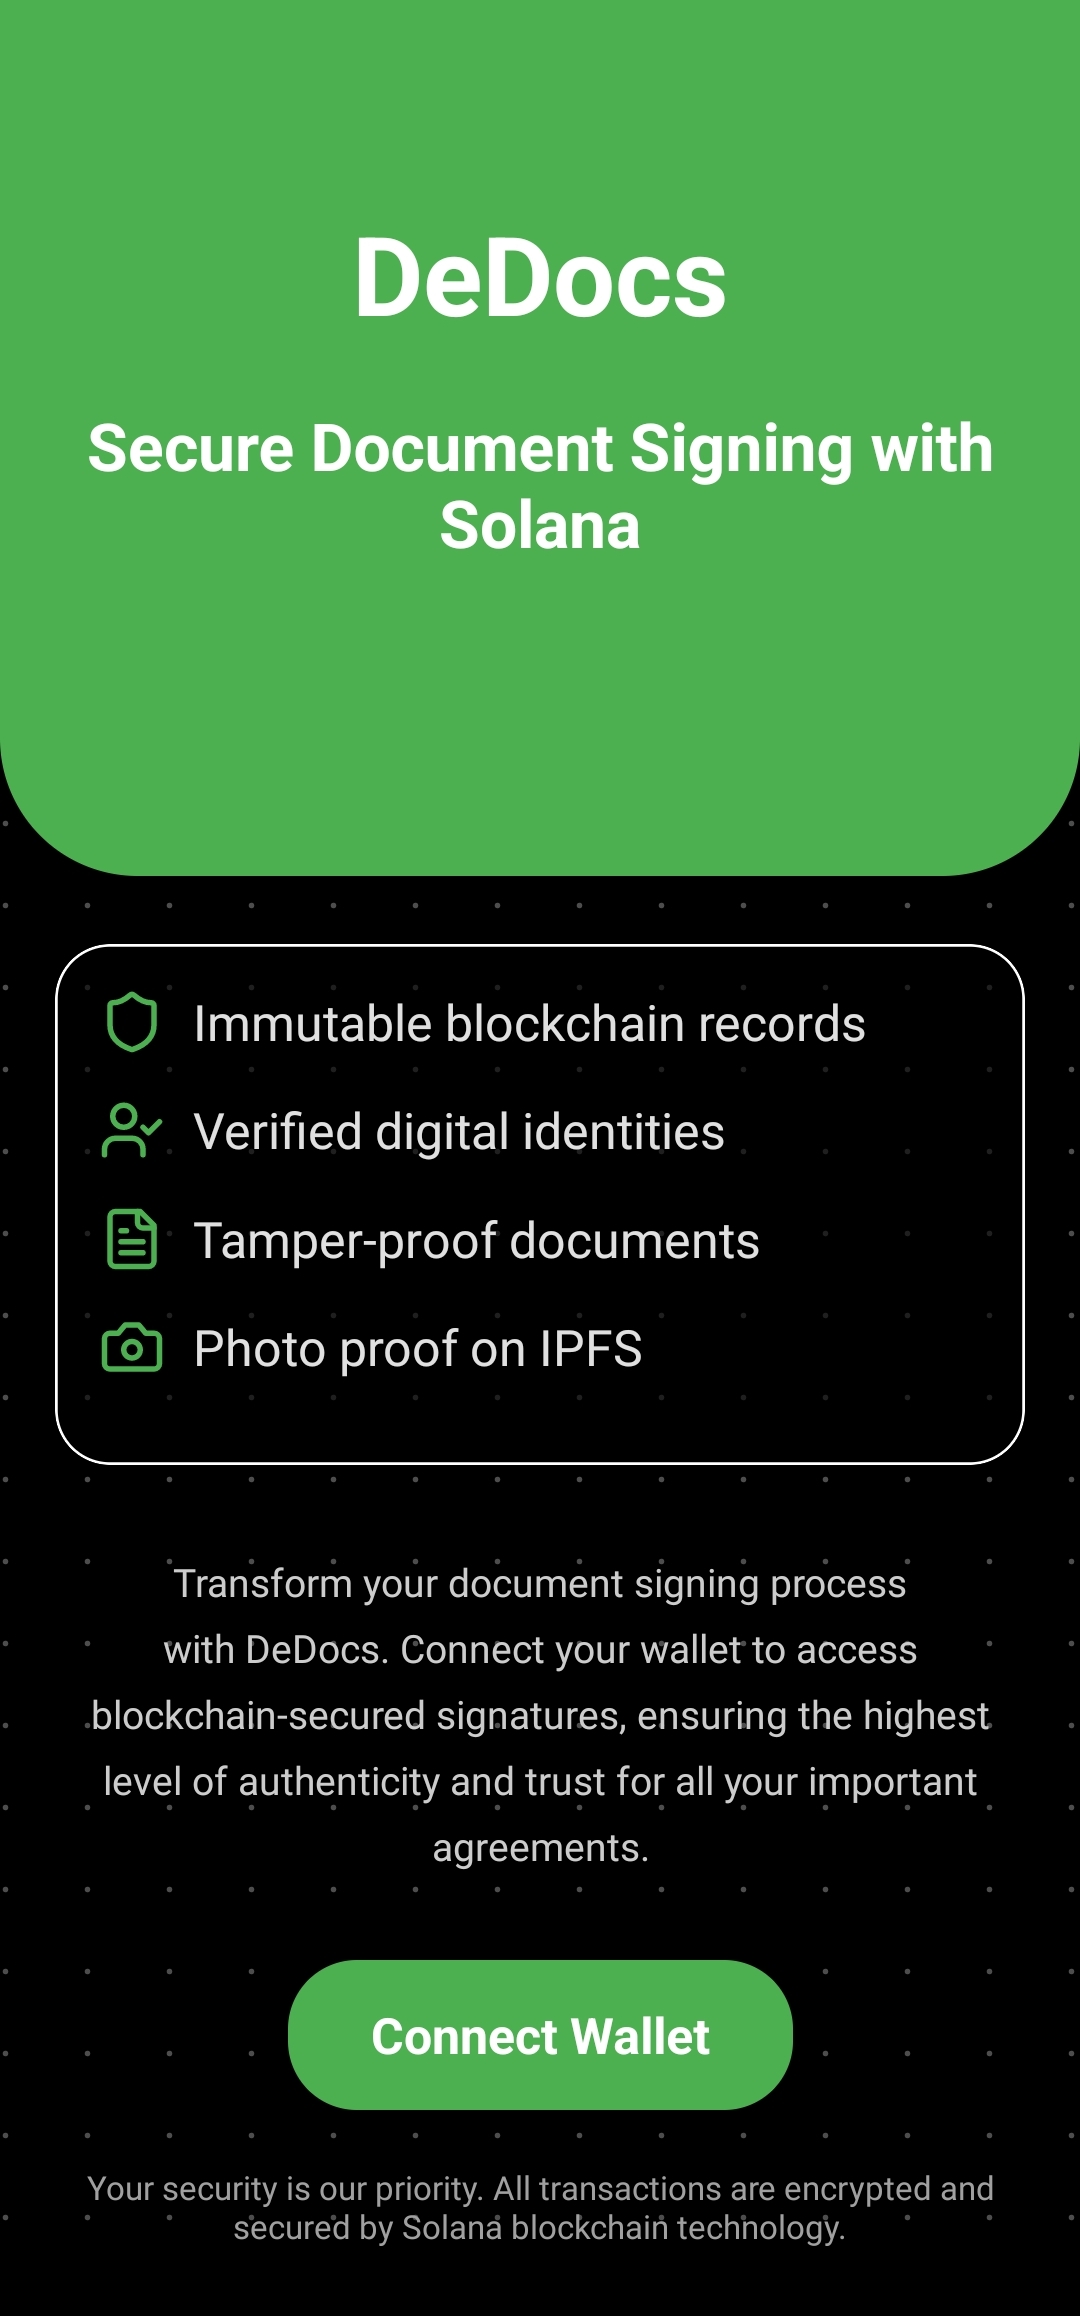 DeDocs
Secure Document Signing with
Solana
Immutable blockchain records
Verified digital identities
Tamper-proof documents
Photo proof on IPFS
Transform your document signing process
with DeDocs. Connect your wallet to access
blockchain-secured signatures, ensuring the highest
level of authenticity and trust for all your important
agreements.
Connect Wallet
Your security is our priority. All transactions are encrypted and
secured by Solana blockchain technology.